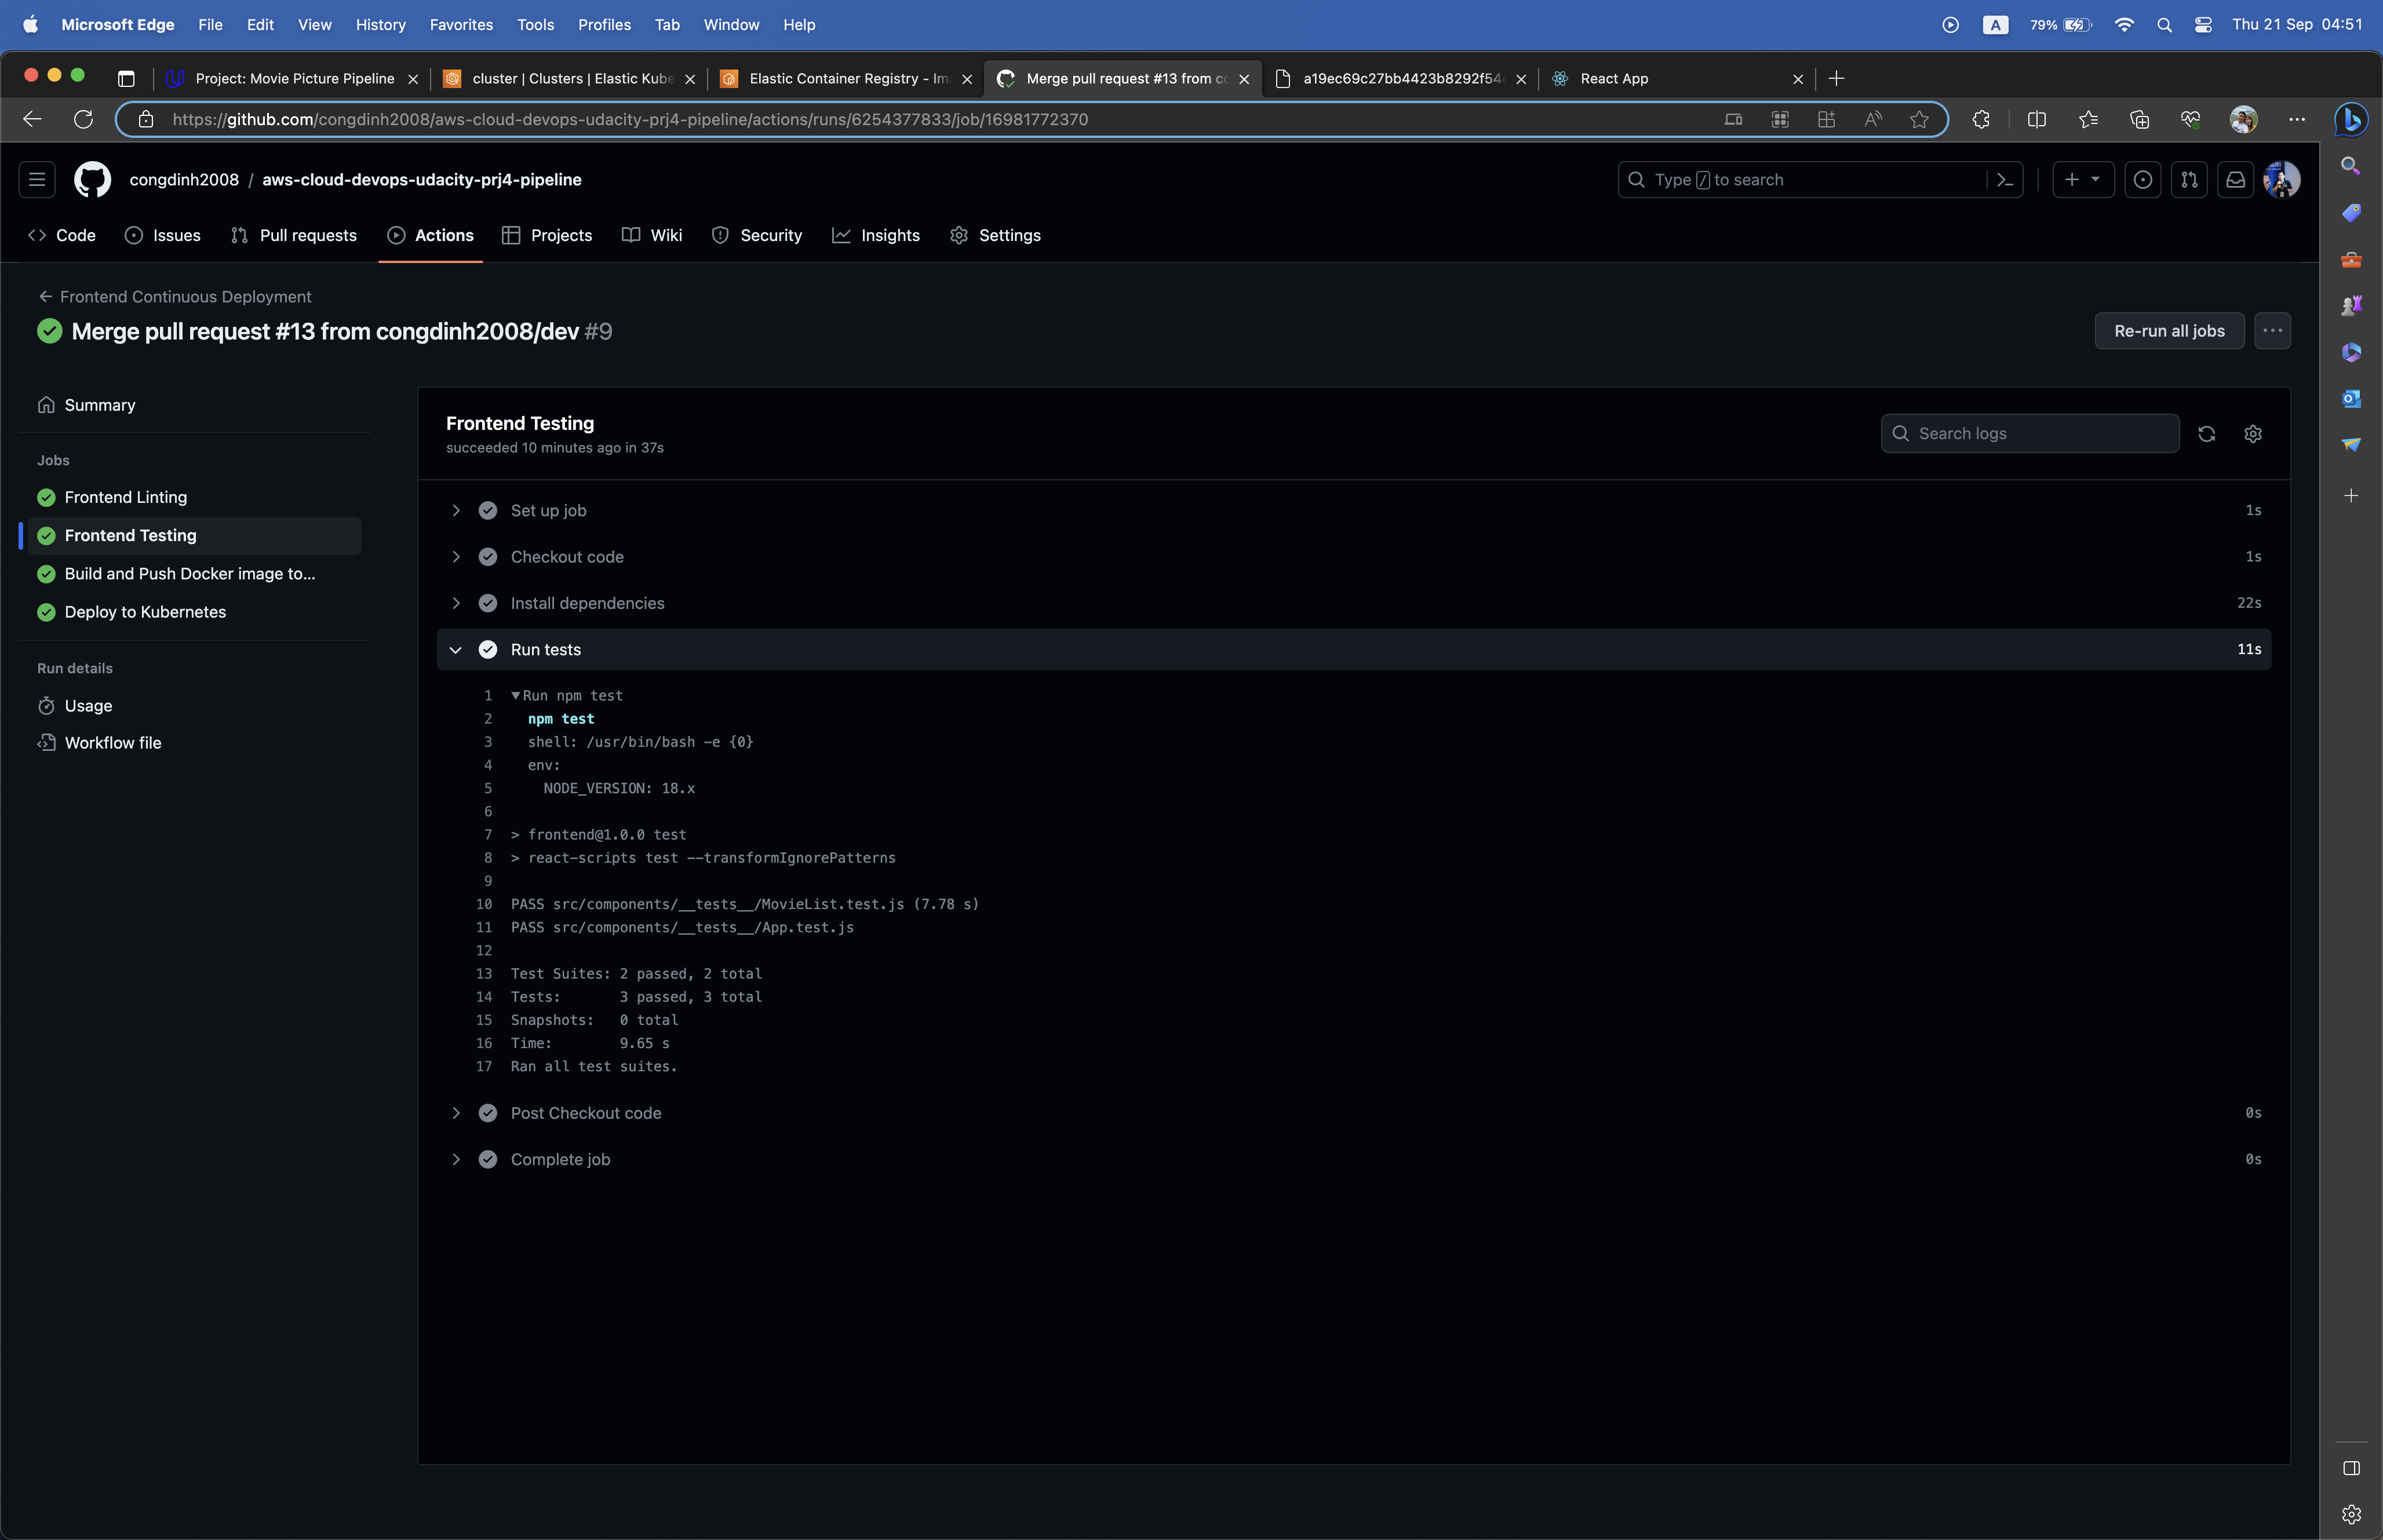 Microsoft Edge File Edit View History Favorites Tools Profiles Tab Window Help A 79% Thu 21 Sep 04:51
Project: Movie Picture Pipeline cluster | Clusters | Elastic Kube Elastic Container Registry - Im Merge pull request #13 from co a19ec69c27bb4423b8292f54 React App
https://github.com/congdinh2008/aws-cloud-devops-udacity-prj4-pipeline/actions/runs/6254377833/job/16981772370
congdinh2008 / aws-cloud-devops-udacity-prj4-pipeline Type / to search
Code Issues Pull requests Actions Projects Wiki Security Insights Settings
Frontend Continuous Deployment
Merge pull request #13 from congdinh2008/dev #9 Re-run all jobs
Summary
Jobs
Frontend Linting
Frontend Testing
Build and Push Docker image to...
Deploy to Kubernetes
Run details
Usage
Workflow file
Frontend Testing
succeeded 10 minutes ago in 37s
Search logs
Set up job 1s
Checkout code 1s
Install dependencies 22s
Run tests 11s
1 ▼Run npm test
2 npm test
3 shell: /usr/bin/bash -e {0}
4 env:
5 NODE_VERSION: 18.x
6
7 > frontend@1.0.0 test
8 > react-scripts test --transformIgnorePatterns
9
10 PASS src/components/__tests__/MovieList.test.js (7.78 s)
11 PASS src/components/__tests__/App.test.js
12
13 Test Suites: 2 passed, 2 total
14 Tests: 3 passed, 3 total
15 Snapshots: 0 total
16 Time: 9.65 s
17 Ran all test suites.
Post Checkout code 0s
Complete job 0s